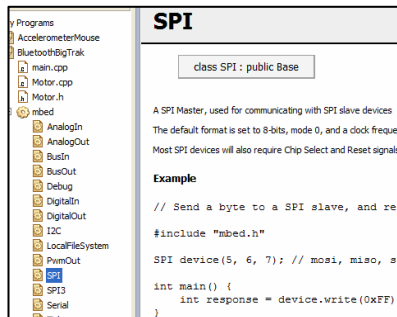 y Programs
AccelerometerMouse
BluetoothBigTrak
main.cpp
Motor.cpp
Motor.h
mbed
AnalogIn
AnalogOut
BusIn
BusOut
Debug
DigitalIn
DigitalOut
I2C
LocalFileSystem
PwmOut
SPI
SPI3
Serial
SPI
class SPI : public Base
A SPI Master, used for communicating with SPI slave devices
The default format is set to 8-bits, mode 0, and a clock freque
Most SPI devices will also require Chip Select and Reset signals
Example
// Send a byte to a SPI slave, and re
#include "mbed.h"
SPI device(5, 6, 7); // mosi, miso, s
int main() {
int response = device.write(0xFF)
}